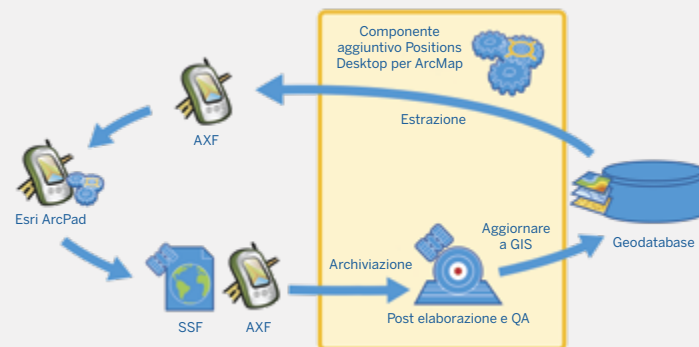 Componente
aggiuntivo Positions
Desktop per ArcMap
Estrazione
AXF
Esri ArcPad
SSF
AXF
Archiviazione
Post elaborazione e QA
Aggiornare
a GIS
Geodatabase